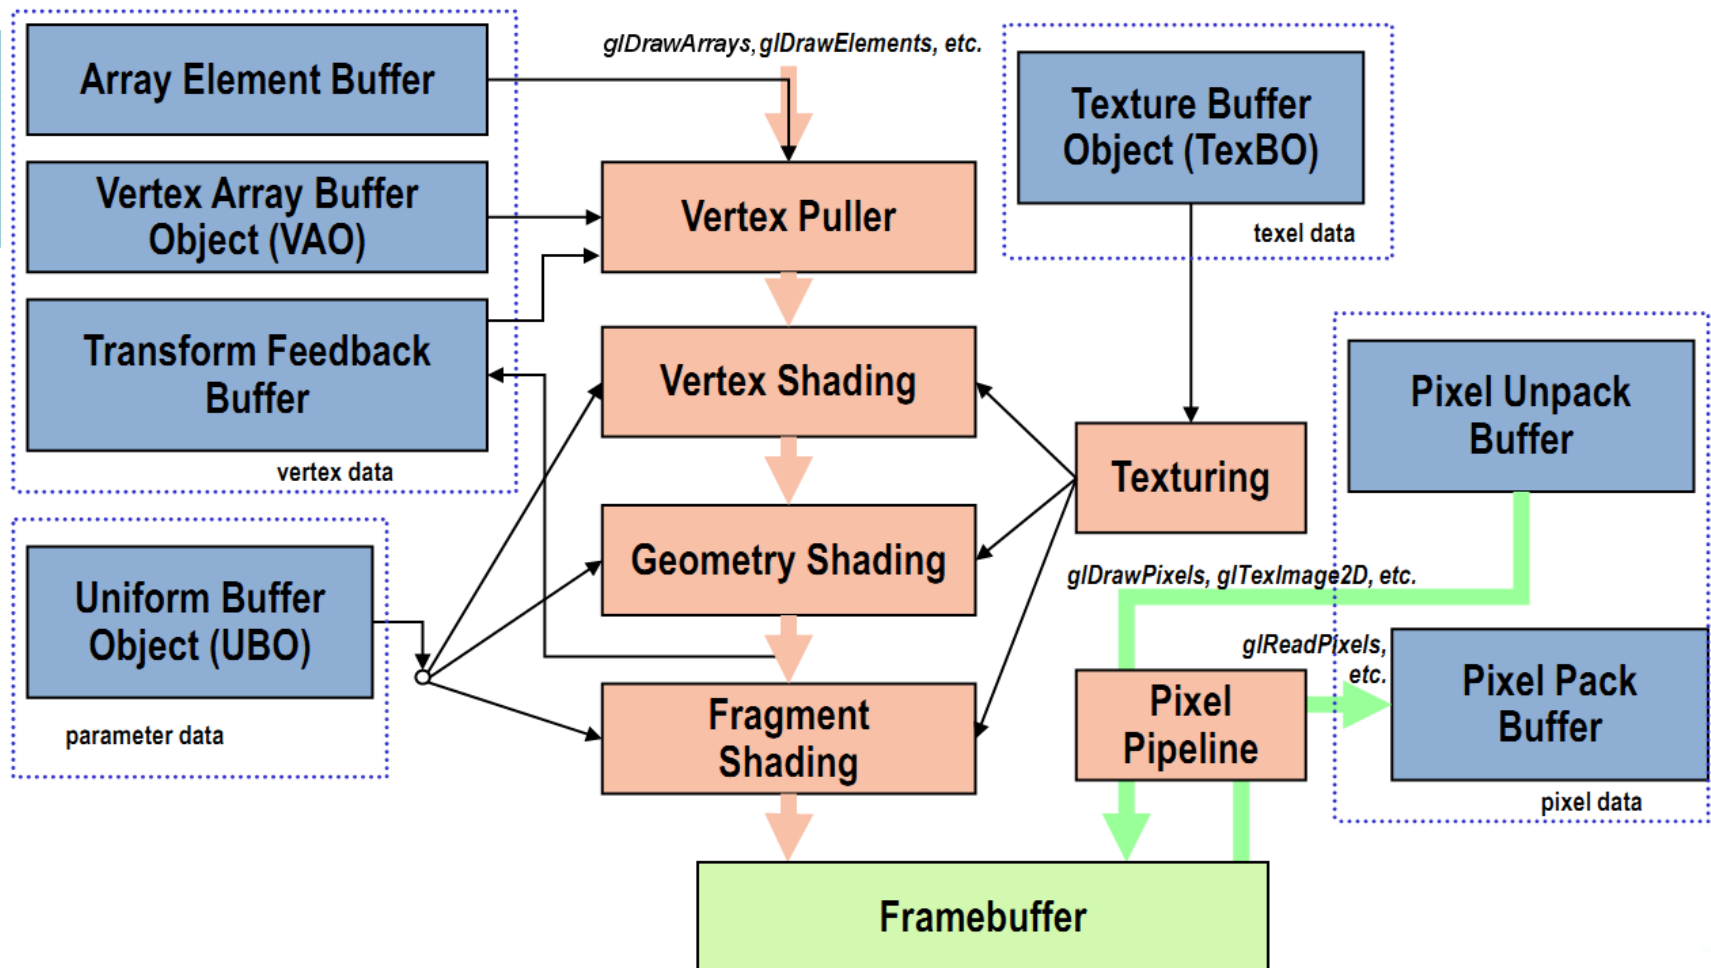 Array Element Buffer
glDrawArrays, glDrawElements, etc.
Texture Buffer
Object (TexBO)
texel data
Vertex Array Buffer
Object (VAO)
Vertex Puller
Transform Feedback
Buffer
vertex data
Vertex Shading
Texturing
Pixel Unpack
Buffer
Geometry Shading
glDrawPixels, glTexImage2D, etc.
Uniform Buffer
Object (UBO)
parameter data
glReadPixels,
etc.
Fragment
Shading
Pixel
Pipeline
Pixel Pack
Buffer
pixel data
Framebuffer